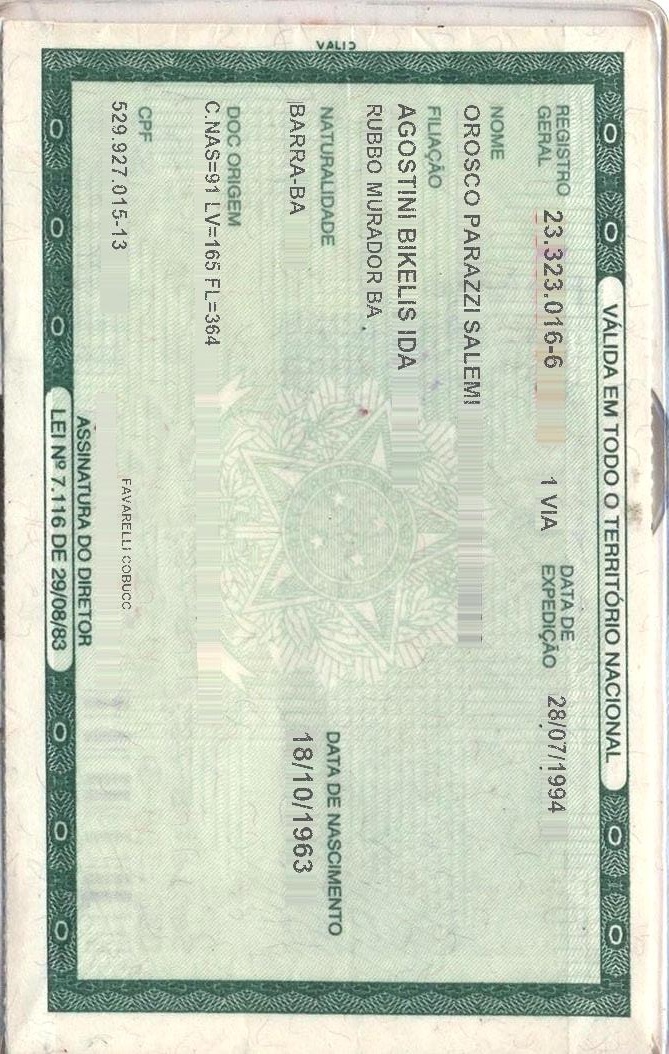 VÁLIDA EM TODO O TERRITÓRIO NACIONAL
REGISTRO GERAL 23.323.016-6 1 VIA DATA DE EXPEDIÇÃO 28/07/1994
NOME
OROSCO PARAZZI SALEMI
FILIAÇÃO
AGOSTINI BIKELIS IDA
RUBBO MURADOR BA
NATURALIDADE DATA DE NASCIMENTO
BARRA-BA 18/10/1963
DOC ORIGEM
C.NAS=91 LV=165 FL=364
CPF
529.927.015-13
FAVARELLI COBUCC
ASSINATURA DO DIRETOR
LEI Nº 7.116 DE 29/08/83